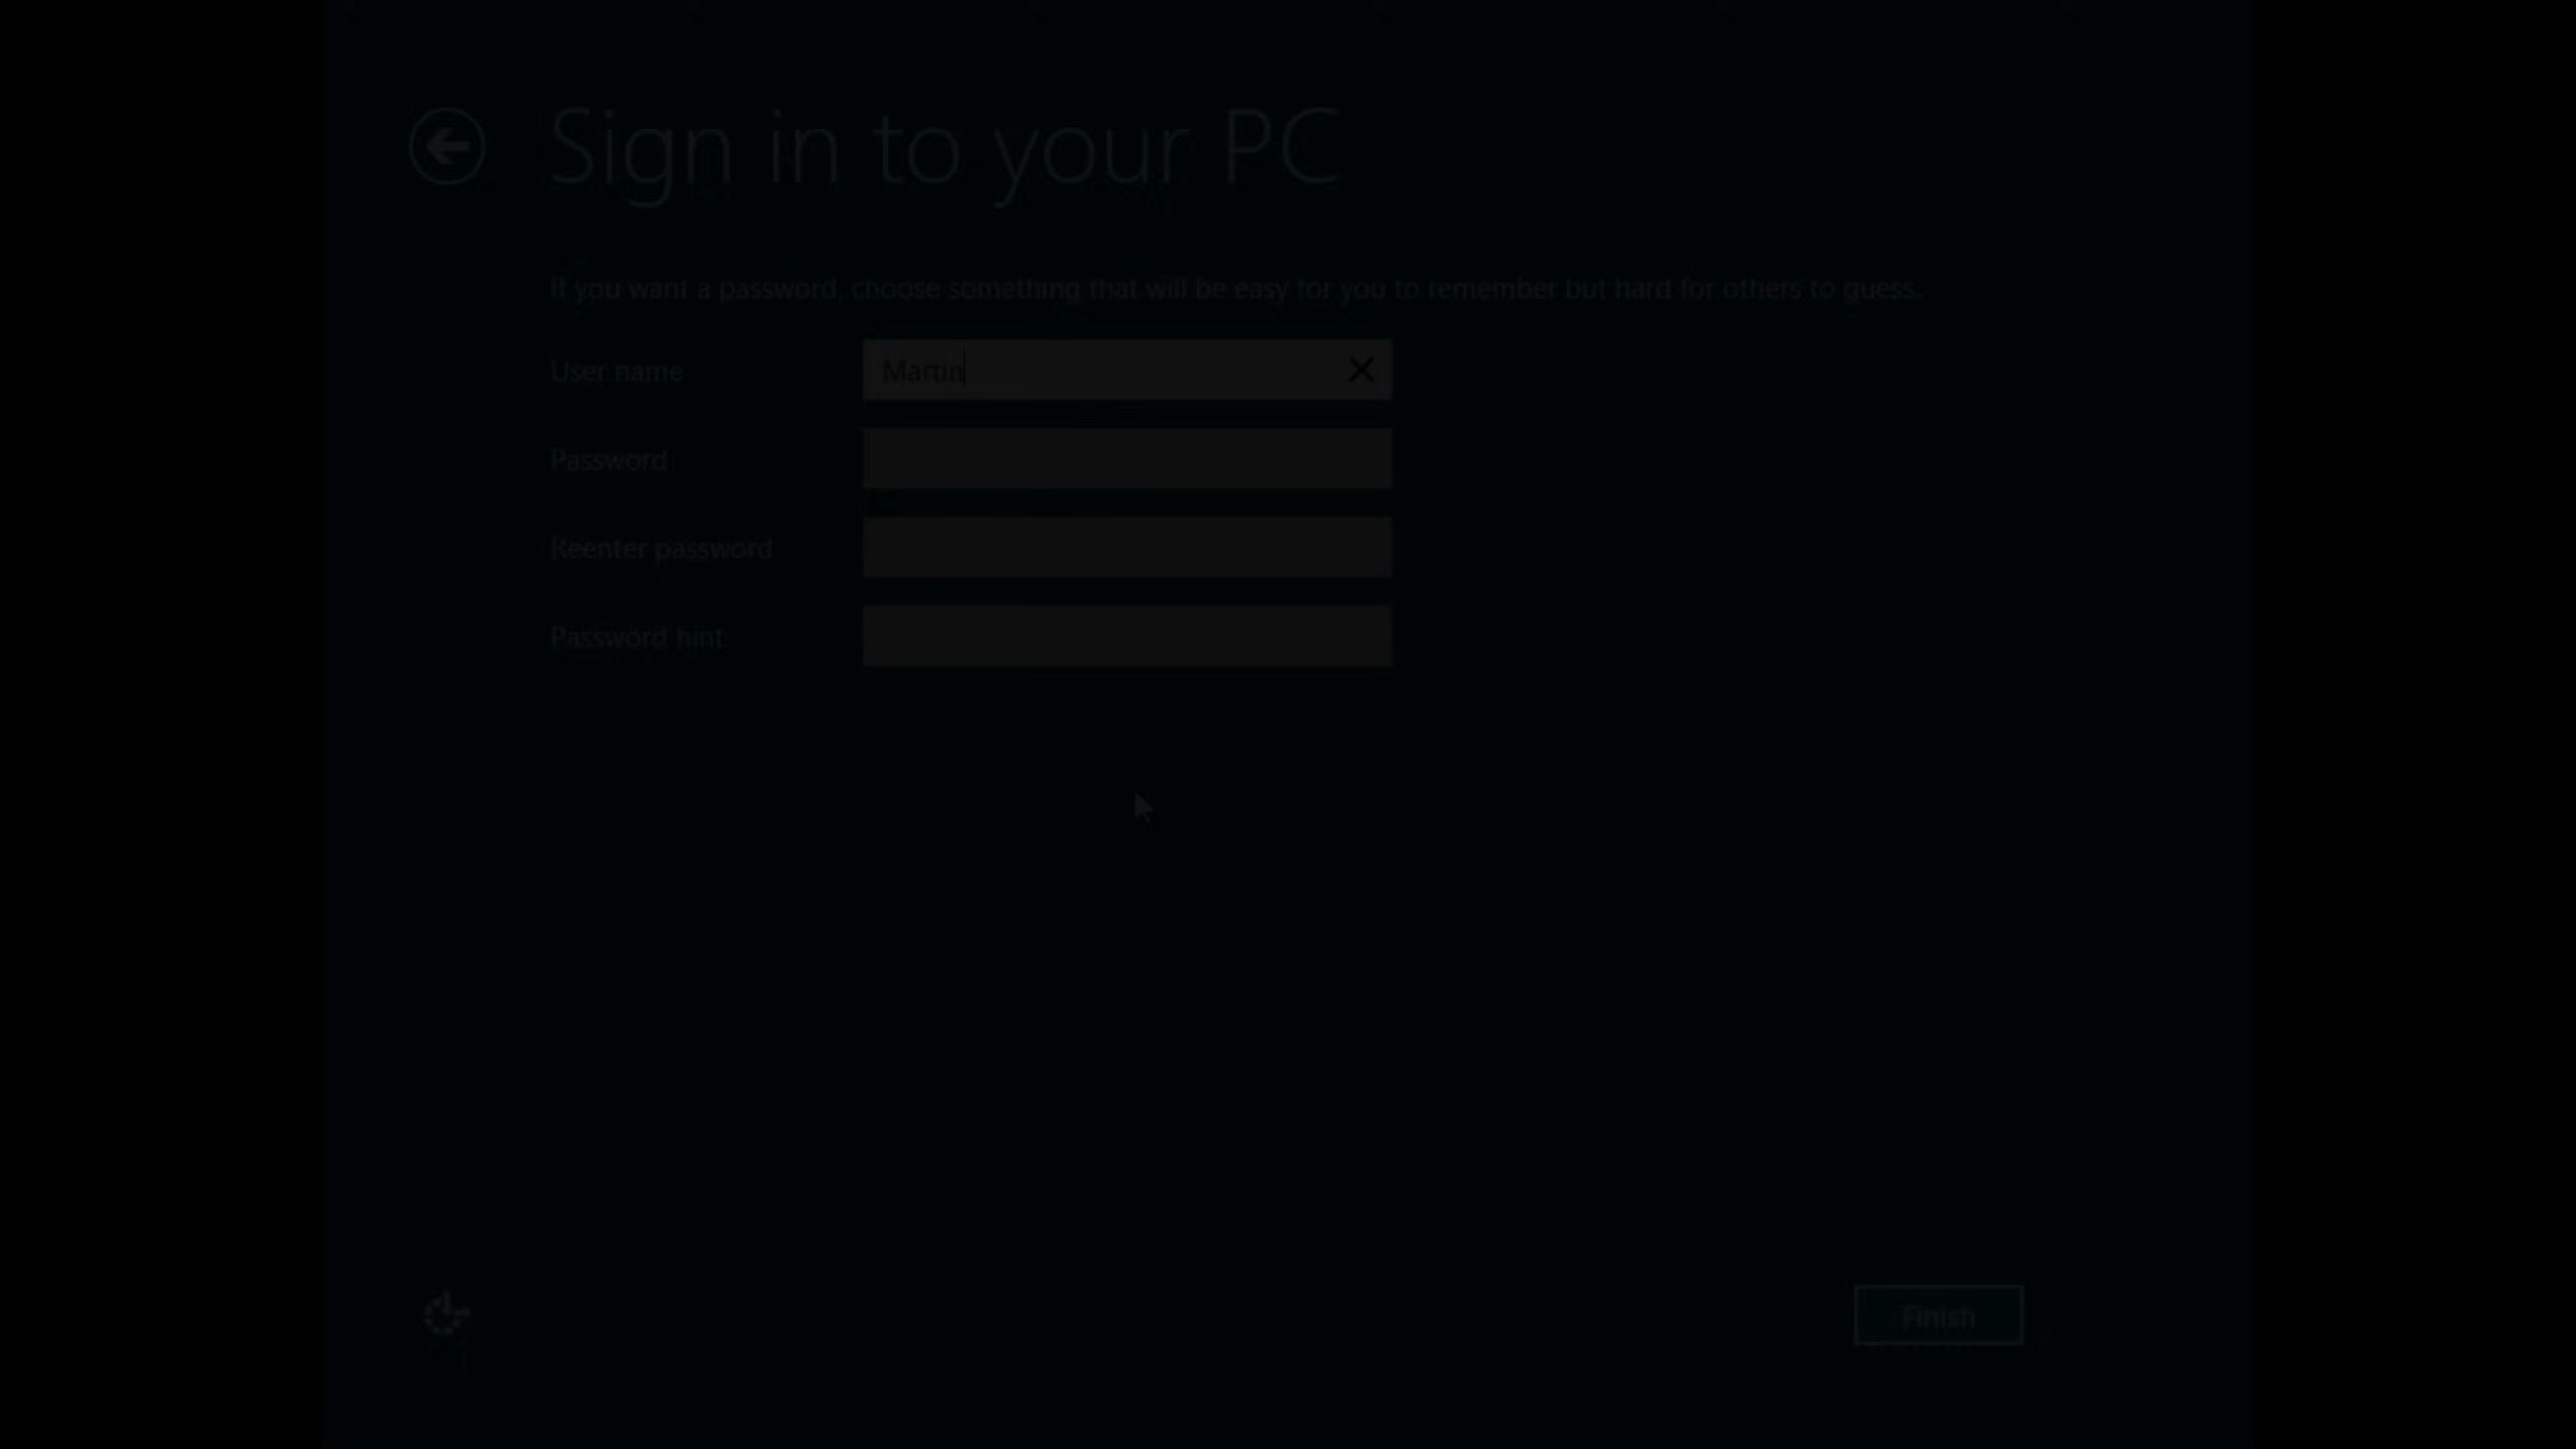 Sign in to your PC
If you want a password, choose something that will be easy for you to remember but hard for others to guess.
User name
Martin
Password
Reenter password
Password hint
Finish